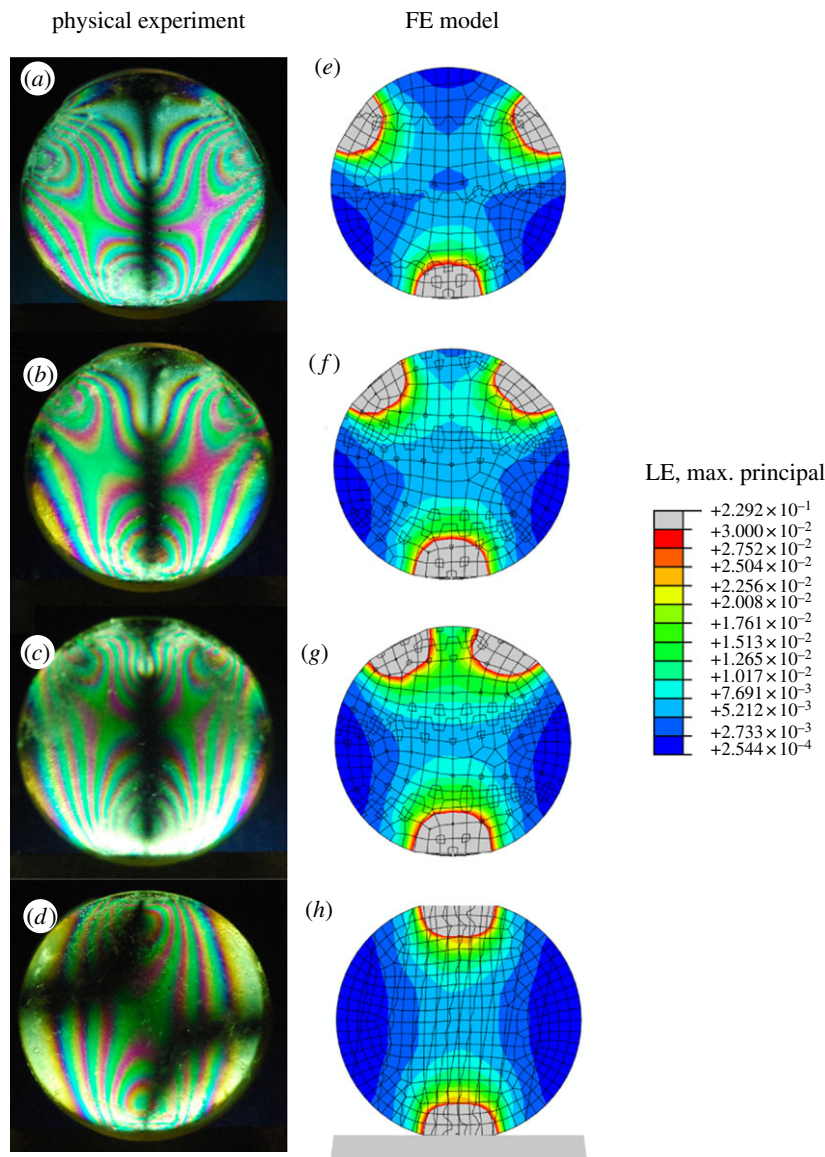 physical experiment
FE model
(a)
(e)
(b)
(f)
(c)
(g)
(d)
(h)
LE, max. principal
+2.292 × 10⁻¹
+3.000 × 10⁻²
+2.752 × 10⁻²
+2.504 × 10⁻²
+2.256 × 10⁻²
+2.008 × 10⁻²
+1.761 × 10⁻²
+1.513 × 10⁻²
+1.265 × 10⁻²
+1.017 × 10⁻²
+7.691 × 10⁻³
+5.212 × 10⁻³
+2.733 × 10⁻³
+2.544 × 10⁻⁴